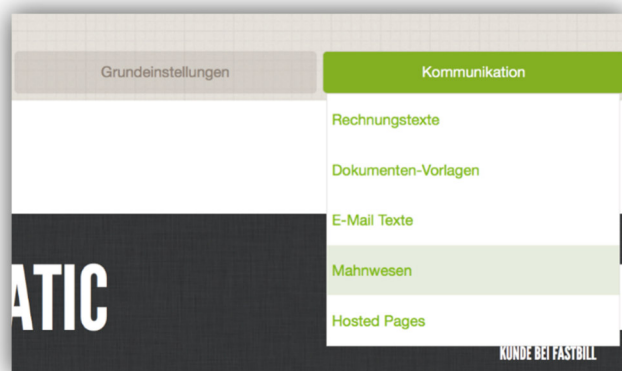 Grundeinstellungen
Kommunikation
Rechnungstexte
Dokumenten-Vorlagen
E-Mail Texte
Mahnwesen
Hosted Pages
ATIC
KUNDE BEI FASTBILL